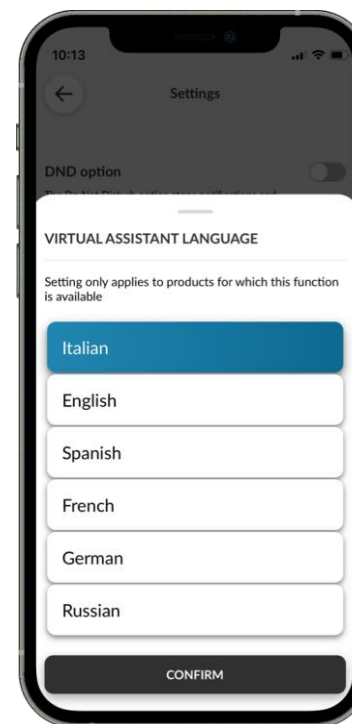 10:13
Settings
DND option
VIRTUAL ASSISTANT LANGUAGE
Setting only applies to products for which this function
is available
Italian
English
Spanish
French
German
Russian
CONFIRM